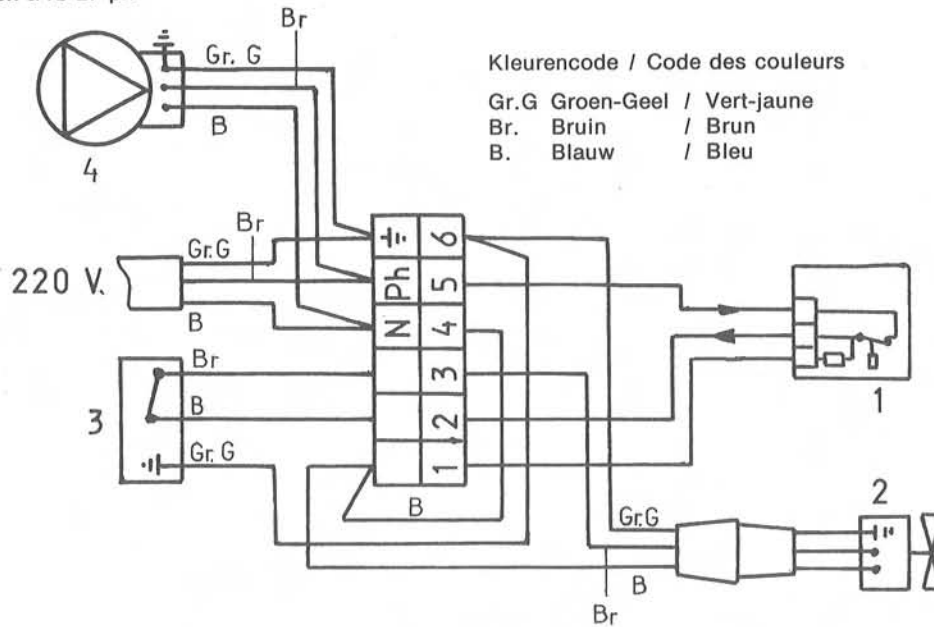 Kleurencode / Code des couleurs
Gr.G Groen-Geel / Vert-jaune
Br. Bruin / Brun
B. Blauw / Bleu
Br
Gr. G
B
4
Br
Gr.G
220 V.
B
Ph
N
6
5
4
3
2
1
Br
B
3
Gr. G
B
1
2
Gr.G
B
Br